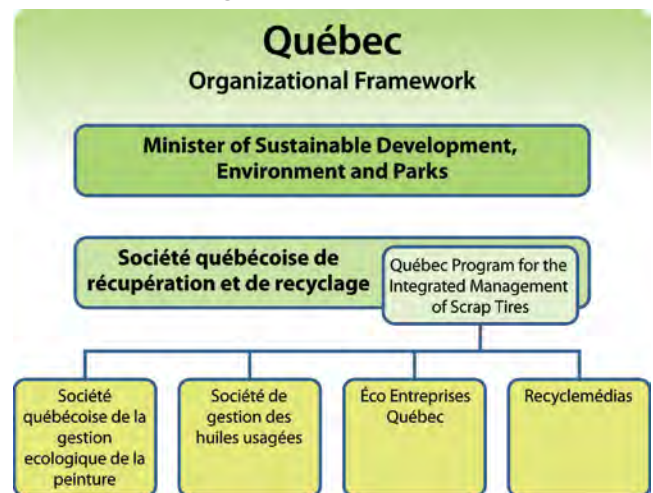 Québec
Organizational Framework
Minister of Sustainable Development,
Environment and Parks
Société québécoise de
récupération et de recyclage
Québec Program for the
Integrated Management
of Scrap Tires
Société
québécoise de la
gestion
ecologique de la
peinture
Société de
gestion des
huiles usagées
Éco Entreprises
Québec
Recyclemédias